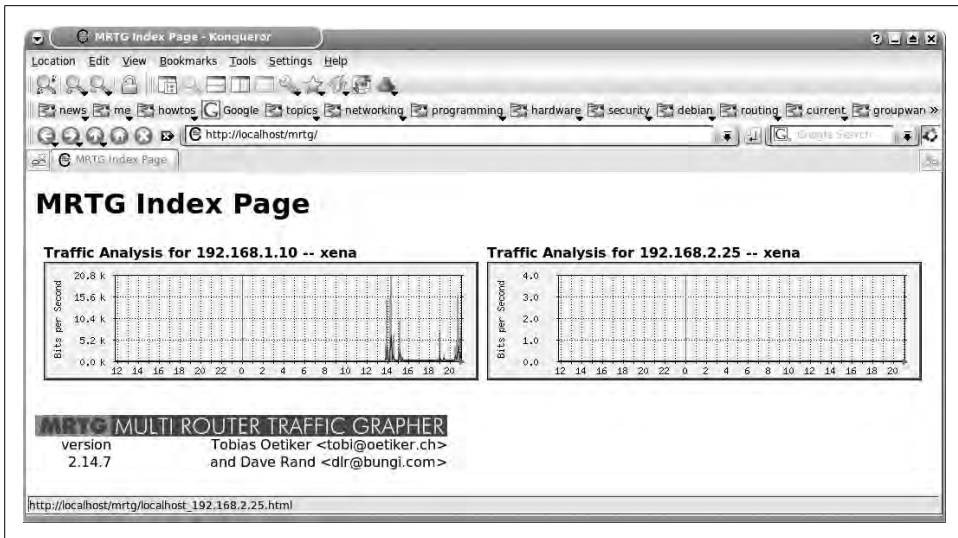 MRTG Index Page - Konqueror
Location Edit View Bookmarks Tools Settings Help
news me howtos Google topics networking programming hardware security debian routing current groupwan »
http://localhost/mrtg/
G
MRTG Index Page
MRTG Index Page
Traffic Analysis for 192.168.1.10 -- xena
Bits per Second
20.8 k
15.6 k
10.4 k
5.2 k
0.0 k
12 14 16 18 20 22 0 2 4 6 8 10 12 14 16 18 20
Traffic Analysis for 192.168.2.25 -- xena
Bits per Second
4.0
3.0
2.0
1.0
0.0
12 14 16 18 20 22 0 2 4 6 8 10 12 14 16 18 20
MRTG MULTI ROUTER TRAFFIC GRAPHER
version Tobias Oetiker <tobi@oetiker.ch>
2.14.7 and Dave Rand <dlr@bungi.com>
http://localhost/mrtg/localhost_192.168.2.25.html